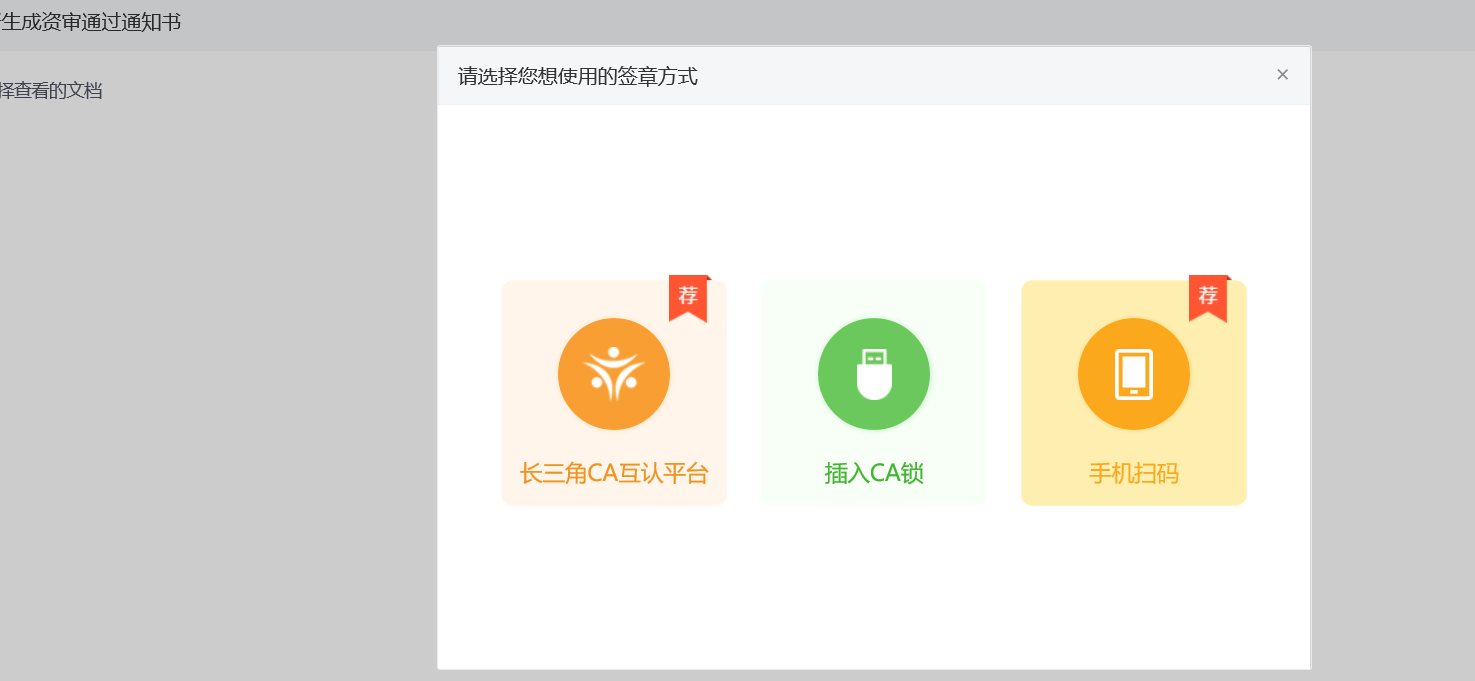 生成资审通过通知书
择查看的文档
请选择您想使用的签章方式
荐
长三角CA互认平台
插入CA锁
荐
手机扫码